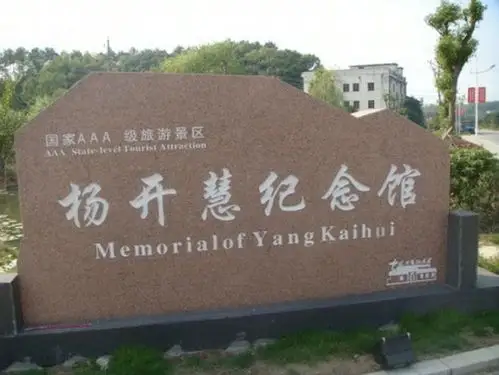 国家AAA 级旅游景区
AAA State-level Tourist Attraction
杨开慧纪念馆
Memorial of Yang Kaihui